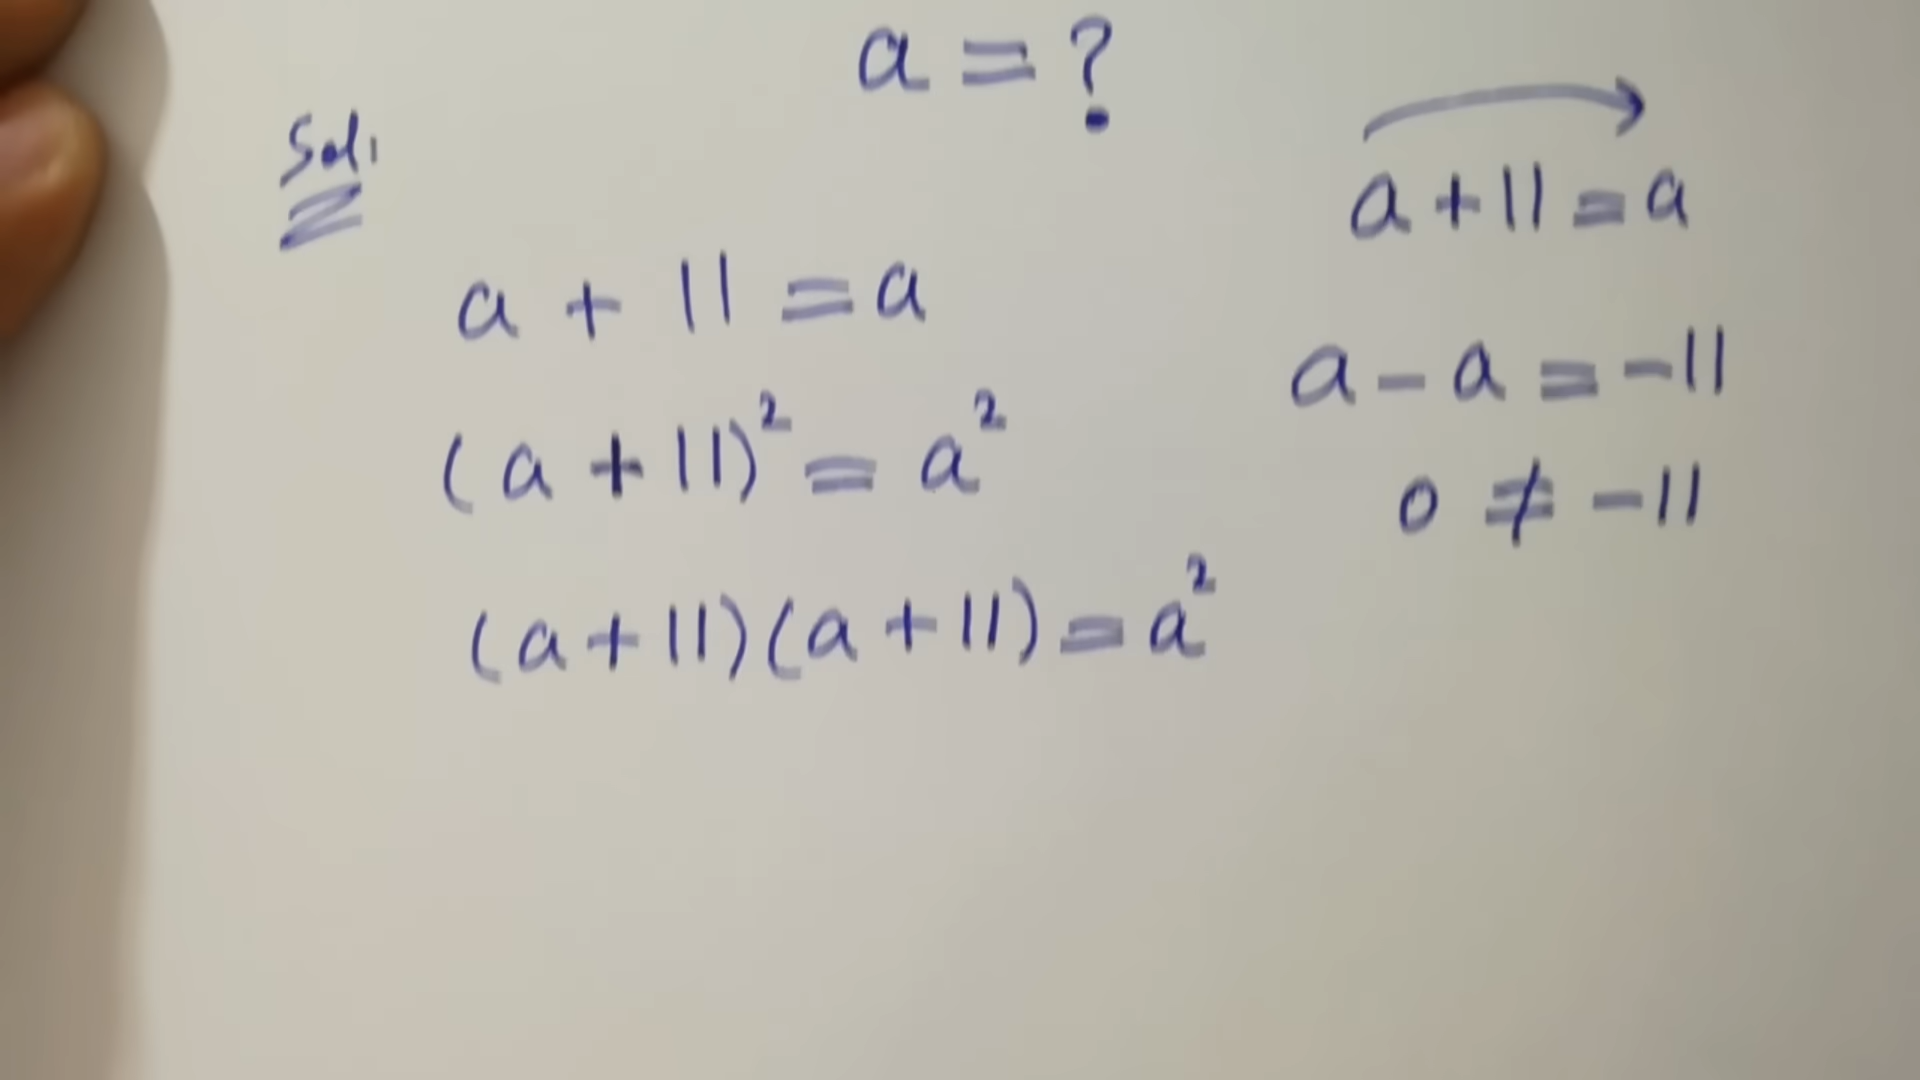 a = ?
Sol.
a + 11 = a
(a + 11)² = a²
(a + 11)(a + 11) = a²
a + 11 = a
a - a = -11
0 ≠ -11